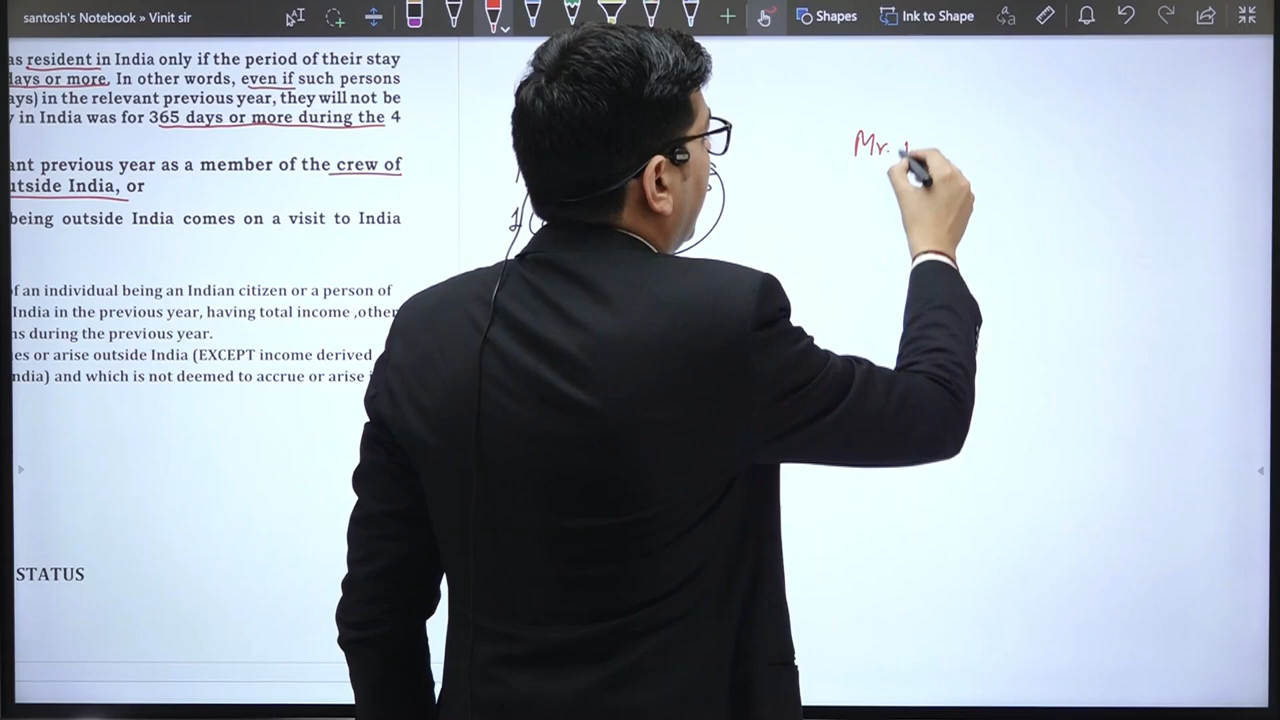 santosh's Notebook » Vinit sir
Shapes
Ink to Shape
as resident in India only if the period of their stay
days or more. In other words, even if such persons
ays) in the relevant previous year, they will not be
y in India was for 365 days or more during the 4
ant previous year as a member of the crew of
utside India, or
being outside India comes on a visit to India
of an individual being an Indian citizen or a person of
India in the previous year, having total income ,other
ns during the previous year.
es or arise outside India (EXCEPT income derived
ndia) and which is not deemed to accrue or arise
STATUS
1
Mr.